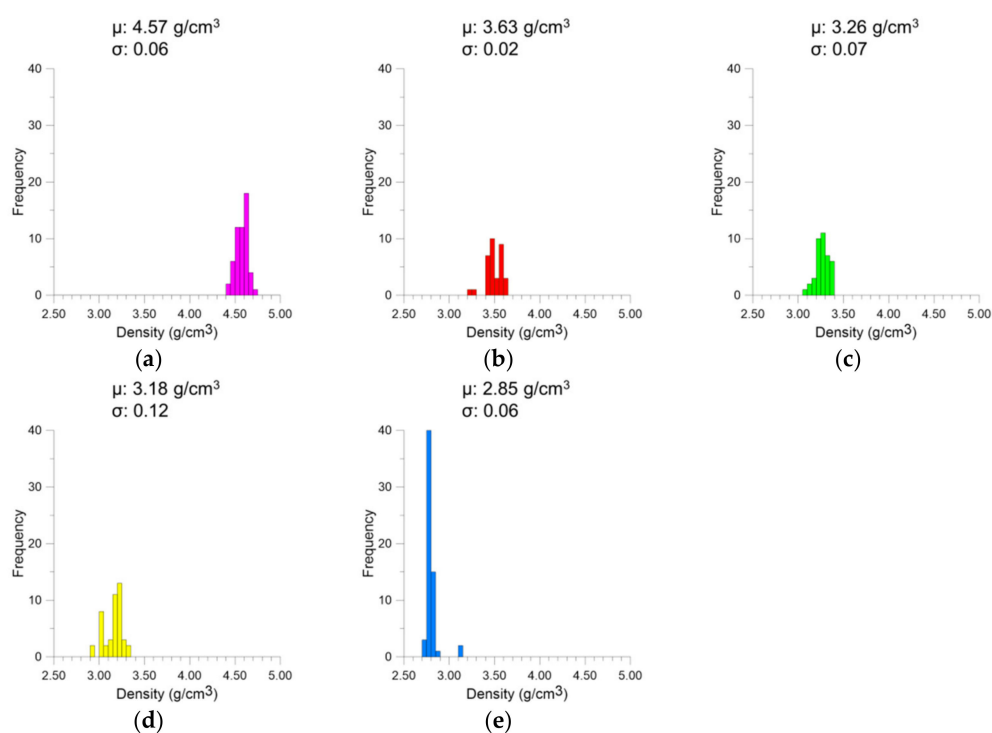 μ: 4.57 g/cm³
σ: 0.06
40
30
20
10
0
Frequency
2.50 3.00 3.50 4.00 4.50 5.00
Density (g/cm³)
(a)
μ: 3.63 g/cm³
σ: 0.02
40
30
20
10
0
Frequency
2.50 3.00 3.50 4.00 4.50 5.00
Density (g/cm³)
(b)
μ: 3.26 g/cm³
σ: 0.07
40
30
20
10
0
Frequency
2.50 3.00 3.50 4.00 4.50 5.00
Density (g/cm³)
(c)
μ: 3.18 g/cm³
σ: 0.12
40
30
20
10
0
Frequency
2.50 3.00 3.50 4.00 4.50 5.00
Density (g/cm³)
(d)
μ: 2.85 g/cm³
σ: 0.06
40
30
20
10
0
Frequency
2.50 3.00 3.50 4.00 4.50 5.00
Density (g/cm³)
(e)